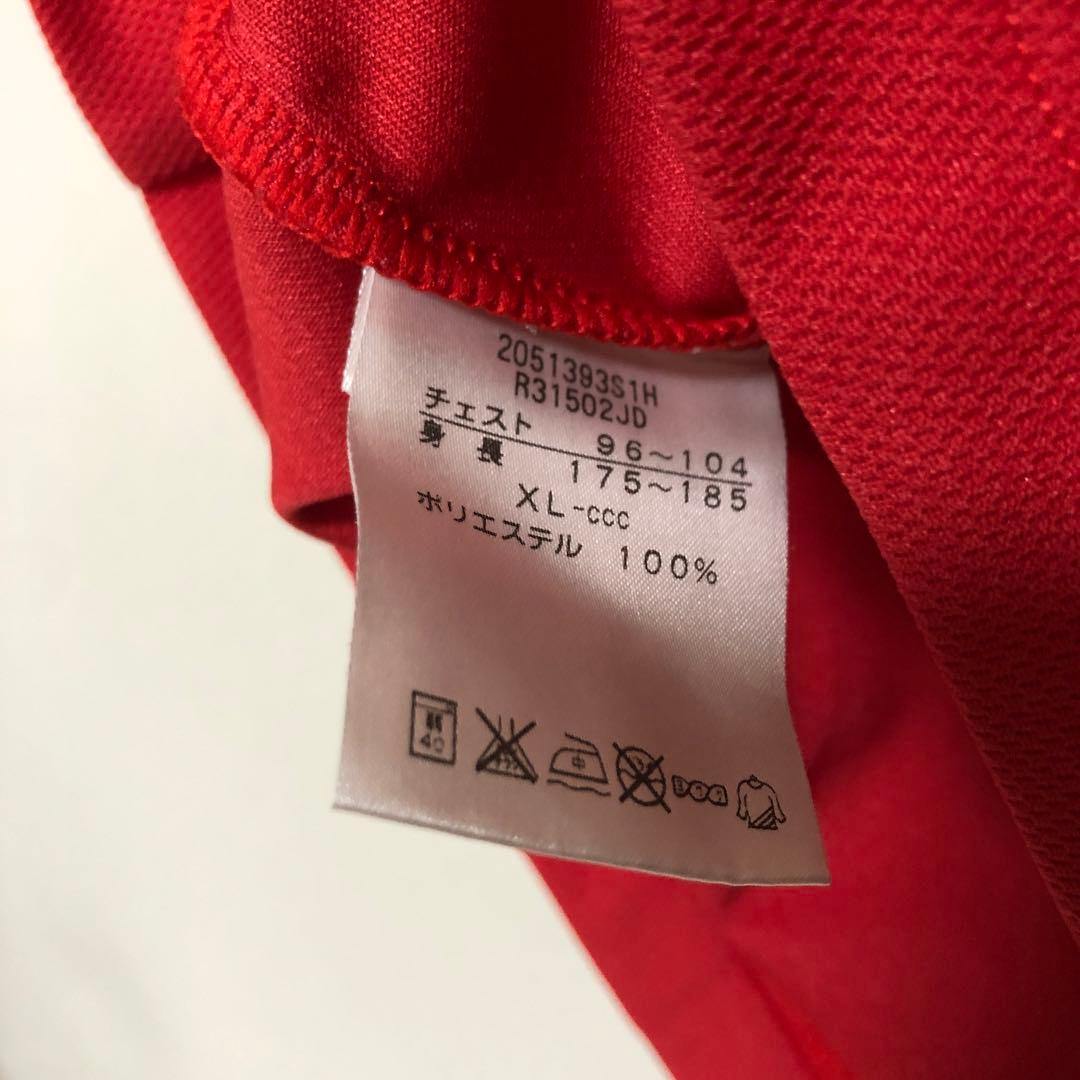 2051393S1H
R31502JD
チェスト 96～104
身長 175～185
XL-ccc
ポリエステル 100%
40
中